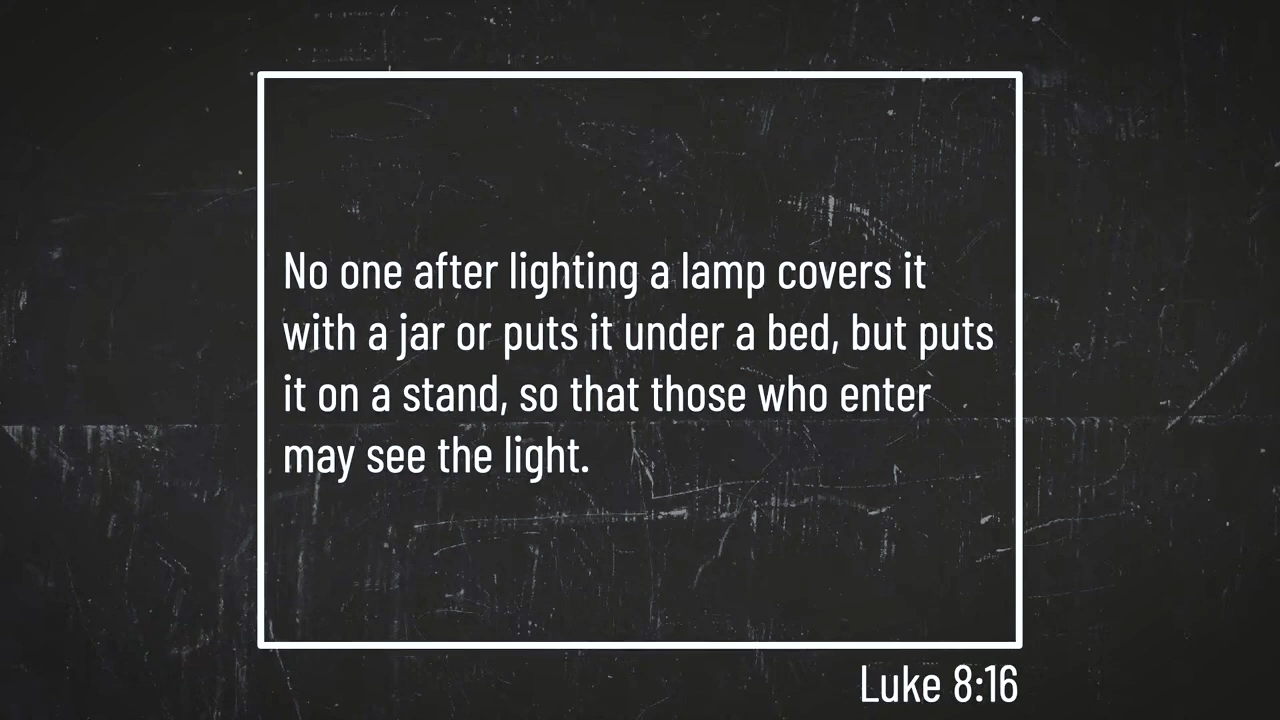 No one after lighting a lamp covers it
with a jar or puts it under a bed, but puts
it on a stand, so that those who enter
may see the light.
Luke 8:16